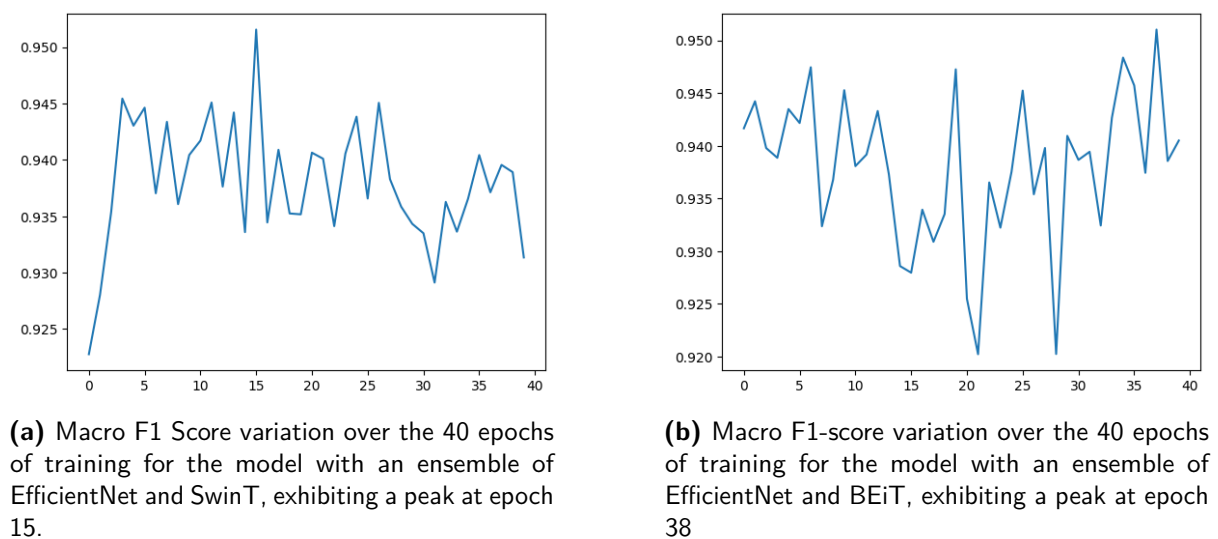 0.950
0.945
0.940
0.935
0.930
0.925
0 5 10 15 20 25 30 35 40
(a) Macro F1 Score variation over the 40 epochs
of training for the model with an ensemble of
EfficientNet and SwinT, exhibiting a peak at epoch
15.
0.950
0.945
0.940
0.935
0.930
0.925
0.920
0 5 10 15 20 25 30 35 40
(b) Macro F1-score variation over the 40 epochs
of training for the model with an ensemble of
EfficientNet and BEiT, exhibiting a peak at epoch
38